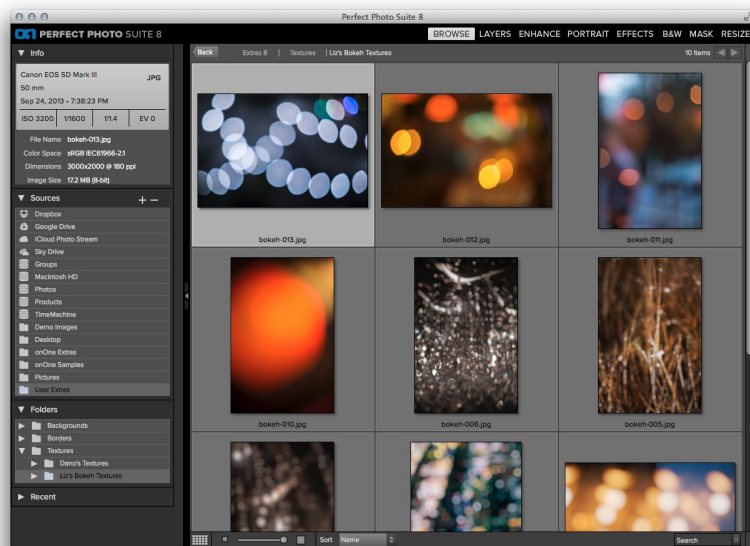 Perfect Photo Suite 8
on1 PERFECT PHOTO SUITE 8
BROWSE LAYERS ENHANCE PORTRAIT EFFECTS B&W MASK RESIZE
Info
Canon EOS 5D Mark III JPG
50 mm
Sep 24, 2013 • 7:38:23 PM
ISO 3200 1/1600 f/1.4 EV 0
File Name bokeh-013.jpg
Color Space sRGB IEC61966-2.1
Dimensions 3000x2000 @ 180 ppi
Image Size 17.2 MB (8-bit)
Sources + −
Dropbox
Google Drive
iCloud Photo Stream
Sky Drive
Groups
Macintosh HD
Photos
Products
TimeMachine
Demo Images
Desktop
onOne Extras
onOne Samples
Pictures
User Extras
Folders
Backgrounds
Borders
Textures
Dano's Textures
Liz's Bokeh Textures
Recent
Back Extras 8 | Textures | Liz's Bokeh Textures 10 Items
bokeh-013.jpg bokeh-012.jpg bokeh-011.jpg
bokeh-010.jpg bokeh-006.jpg bokeh-005.jpg
Sort Name Search X